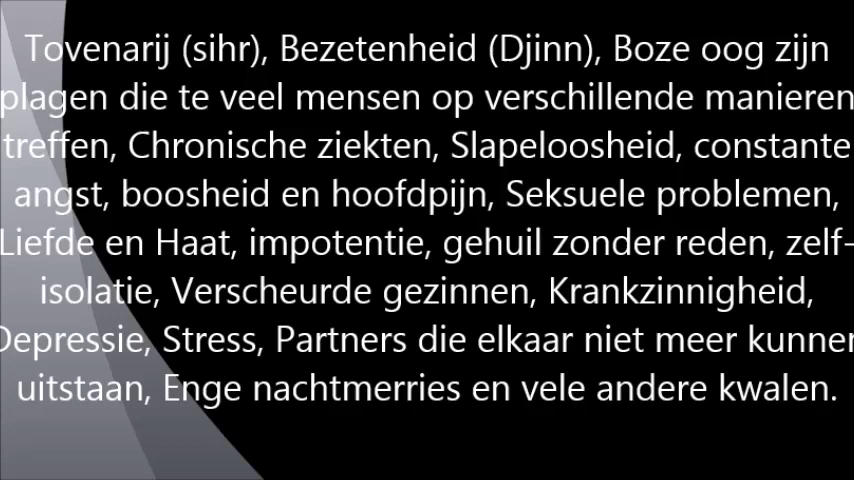 Tovenarij (sihr), Bezetenheid (Djinn), Boze oog zijn
plagen die te veel mensen op verschillende manieren
treffen, Chronische ziekten, Slapeloosheid, constante
angst, boosheid en hoofdpijn, Seksuele problemen,
Liefde en Haat, impotentie, gehuil zonder reden, zelf-
isolatie, Verscheurde gezinnen, Krankzinnigheid,
Depressie, Stress, Partners die elkaar niet meer kunnen
uitstaan, Enge nachtmerries en vele andere kwalen.